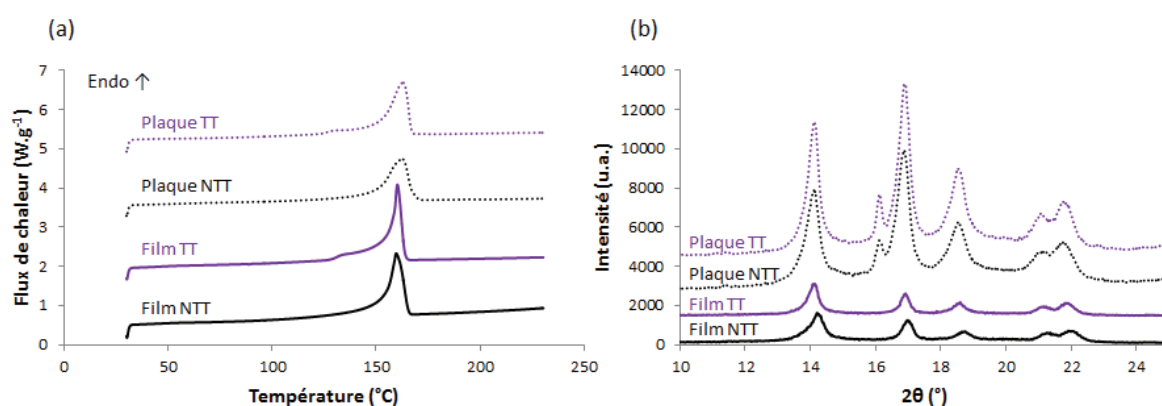 (a)
Flux de chaleur (W.g⁻¹)
7
6
5
4
3
2
1
0
Endo ↑
Plaque TT
Plaque NTT
Film TT
Film NTT
0
50
100
150
200
250
Température (°C)
(b)
Intensité (u.a.)
14000
12000
10000
8000
6000
4000
2000
0
Plaque TT
Plaque NTT
Film TT
Film NTT
10
12
14
16
18
20
22
24
2θ (°)